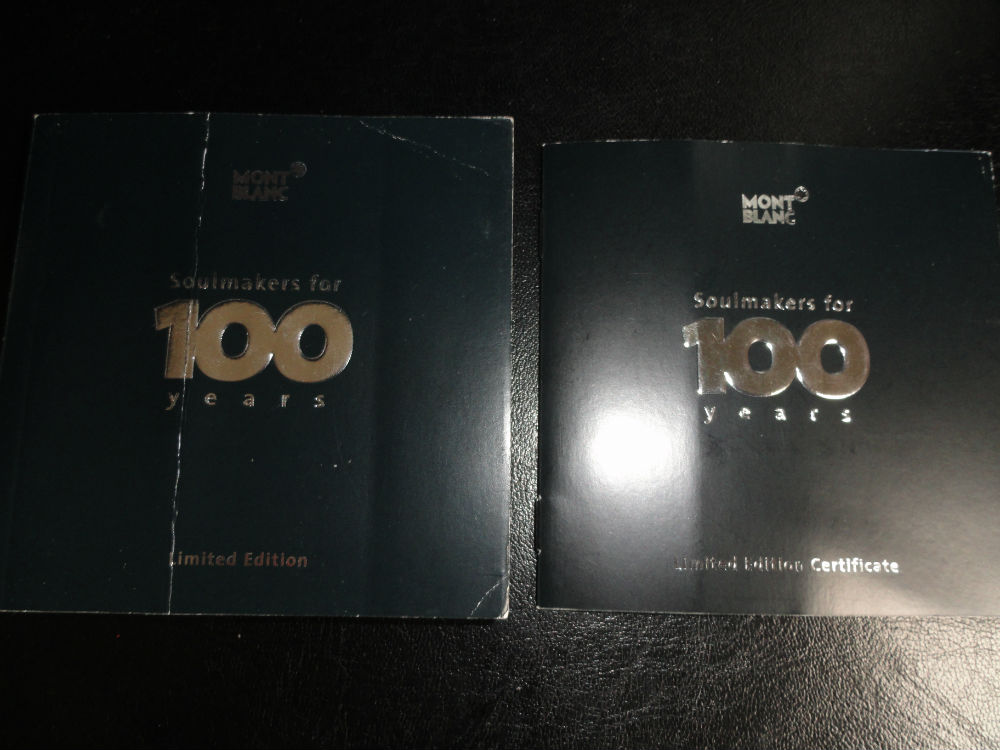 MONT
BLANC
Soulmakers for
100
years
Limited Edition
MONT
BLANC
Soulmakers for
100
years
Limited Edition Certificate